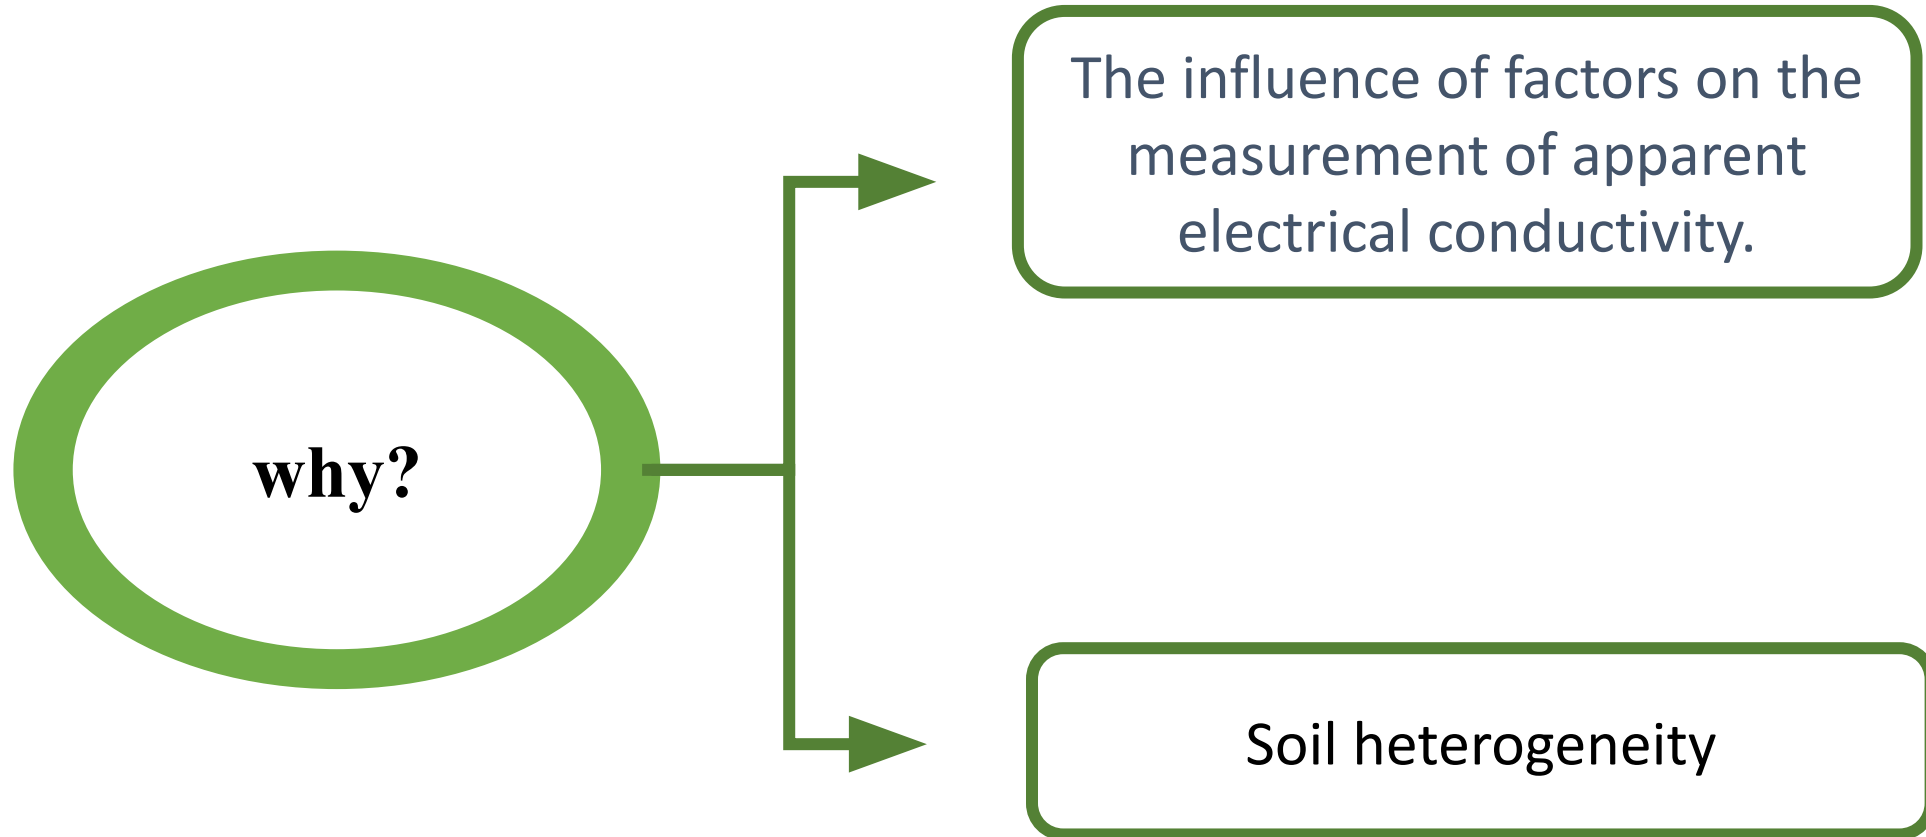 The influence of factors on the
measurement of apparent
electrical conductivity.
why?
Soil heterogeneity